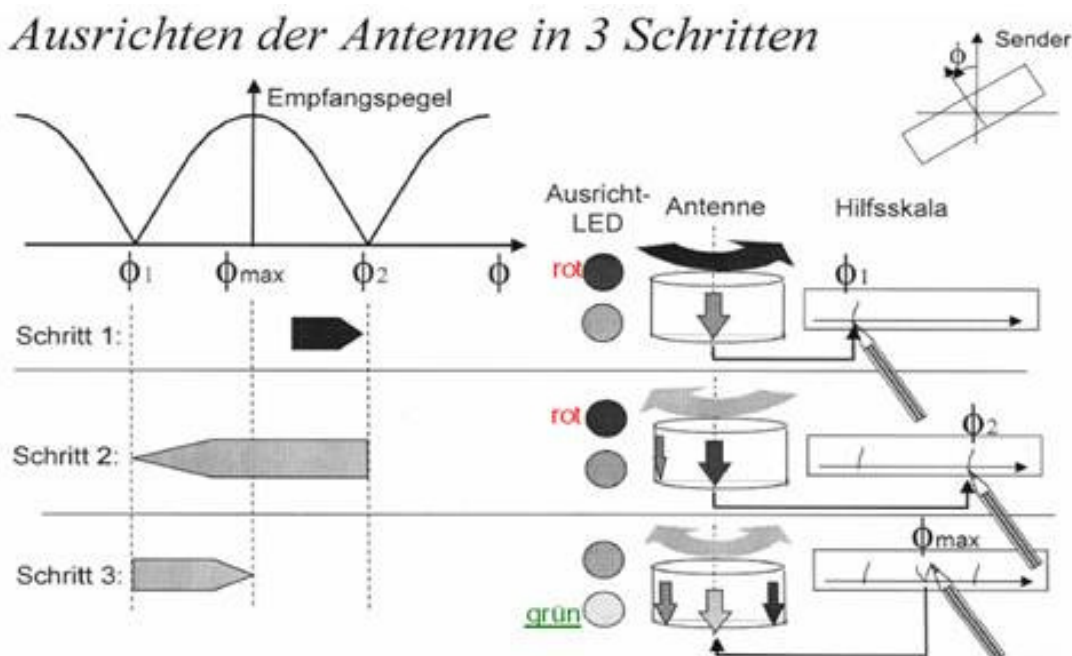 Ausrichten der Antenne in 3 Schritten
ϕ Sender
Empfangspegel
Ausricht-
LED
Antenne
Hilfsskala
ϕ1 ϕmax ϕ2 ϕ
rot
ϕ1
Schritt 1:
rot
ϕ2
Schritt 2:
ϕmax
Schritt 3:
grün